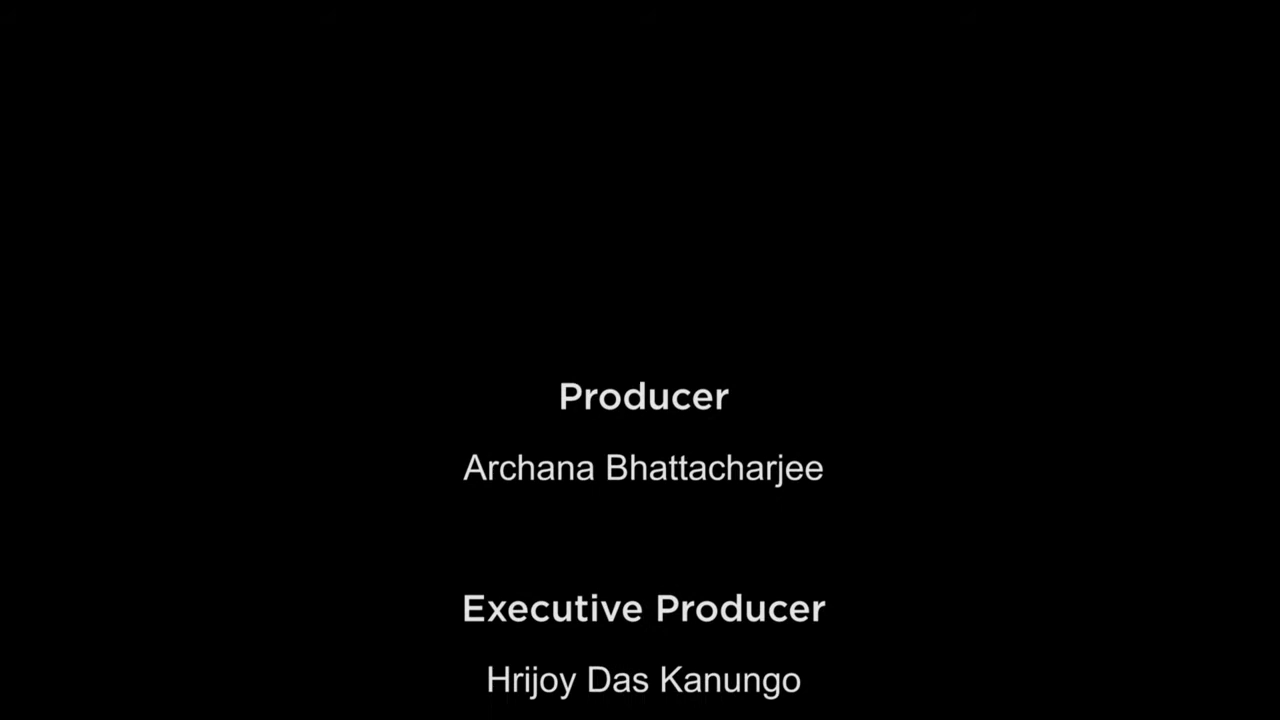 Producer
Archana Bhattacharjee
Executive Producer
Hrijoy Das Kanungo